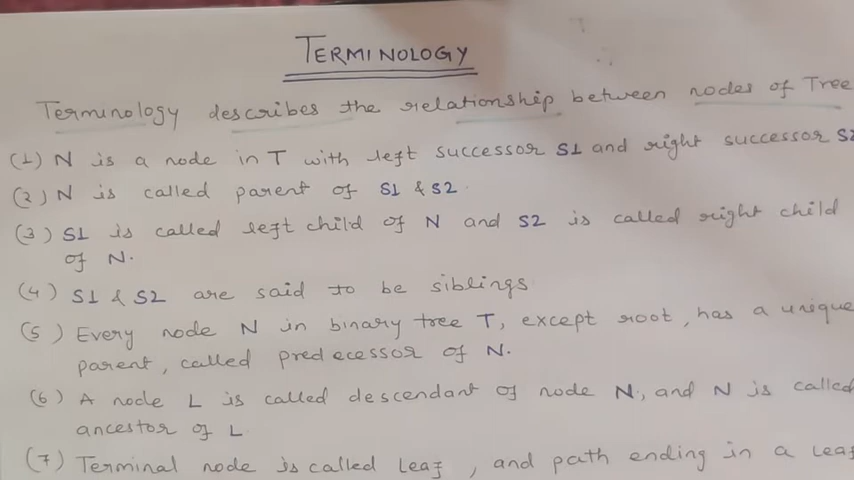 TERMINOLOGY
Terminology describes the relationship between nodes of Tree
(1) N is a node in T with left successor S1 and right successor S2
(2) N is called parent of S1 & S2
(3) S1 is called left child of N and S2 is called right child
of N.
(4) S1 & S2 are said to be siblings
(5) Every node N in binary tree T, except root, has a unique
parent, called predecessor of N.
(6) A node L is called descendant of node N, and N is called
ancestor of L
(7) Terminal node is called leaf, and path ending in a leaf